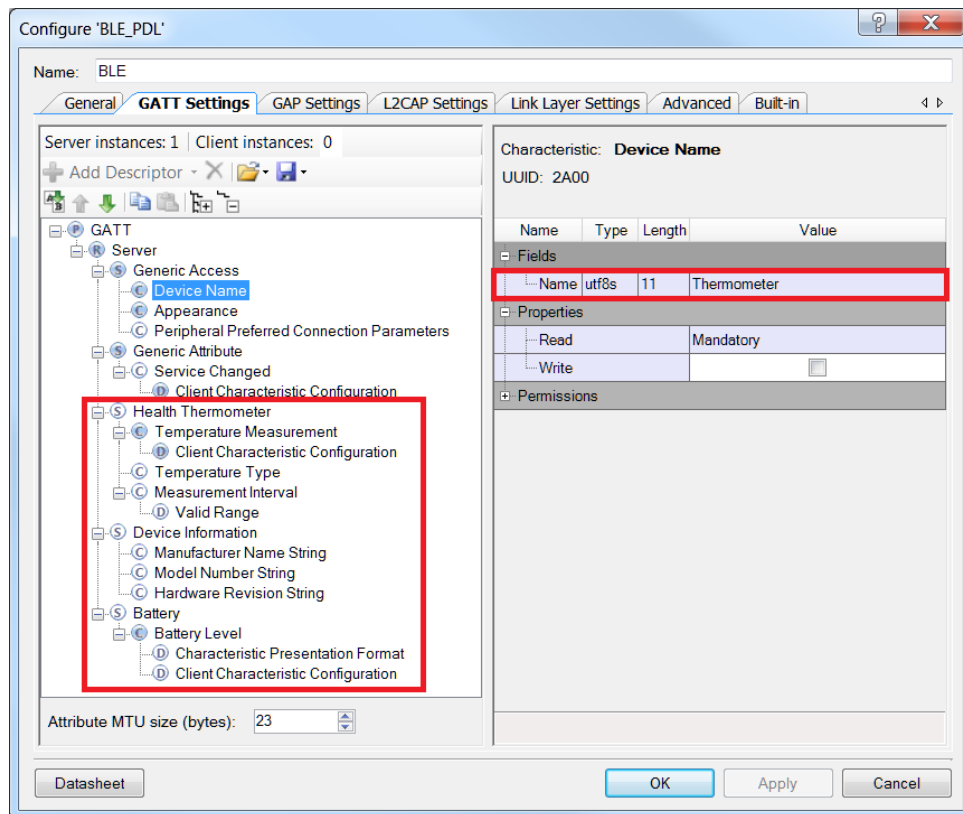 Configure 'BLE_PDL'
Name: BLE
General GATT Settings GAP Settings L2CAP Settings Link Layer Settings Advanced Built-in
Server instances: 1 Client instances: 0
Add Descriptor
GATT
Server
Generic Access
Device Name
Appearance
Peripheral Preferred Connection Parameters
Generic Attribute
Service Changed
Client Characteristic Configuration
Health Thermometer
Temperature Measurement
Client Characteristic Configuration
Temperature Type
Measurement Interval
Valid Range
Device Information
Manufacturer Name String
Model Number String
Hardware Revision String
Battery
Battery Level
Characteristic Presentation Format
Client Characteristic Configuration
Attribute MTU size (bytes): 23
Characteristic: Device Name
UUID: 2A00
Name Type Length Value
Fields
Name utf8s 11 Thermometer
Properties
Read Mandatory
Write
Permissions
Datasheet OK Apply Cancel